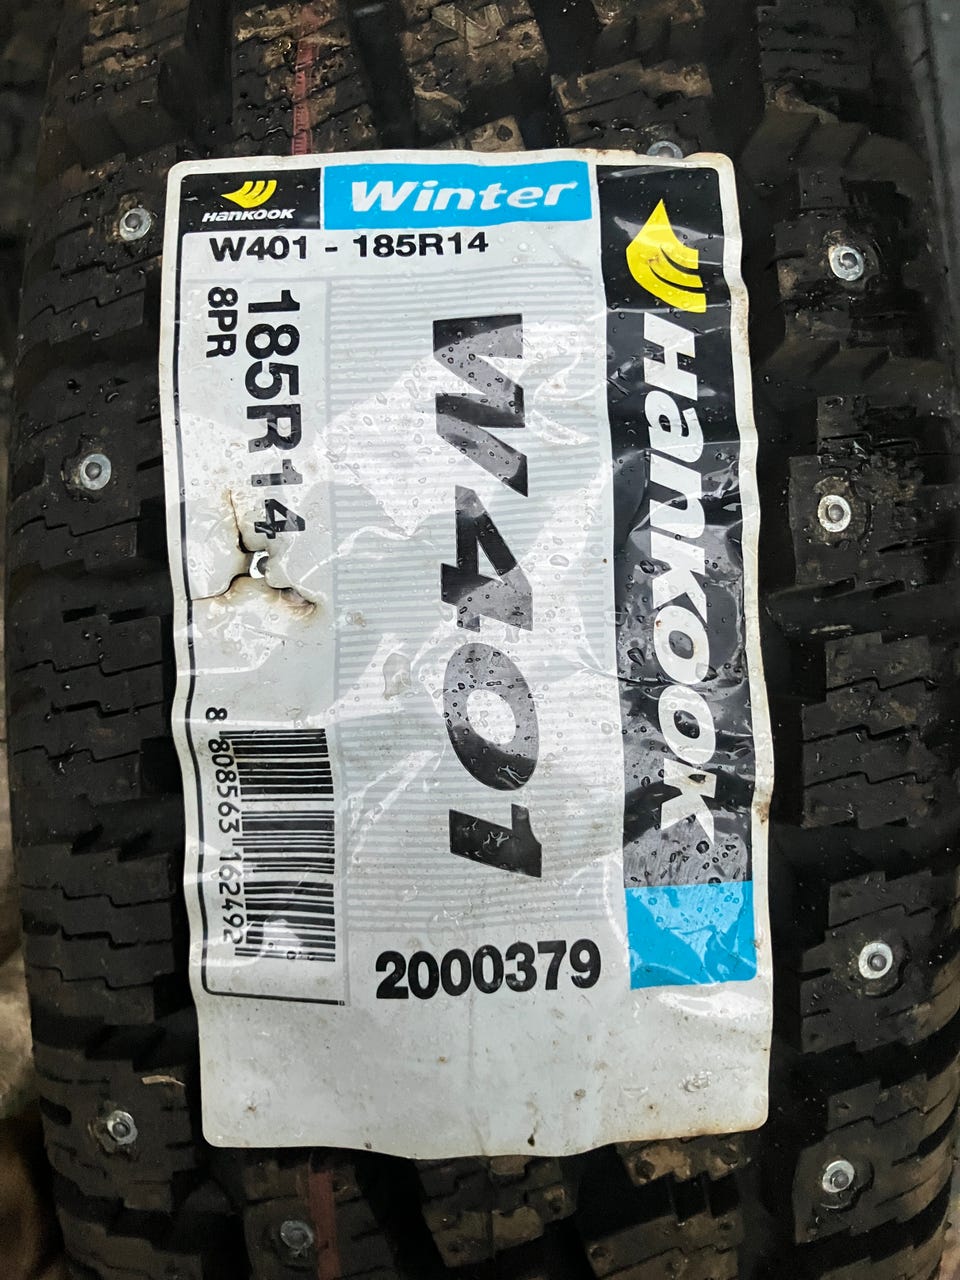 Hankook
Winter
W401 - 185R14
185R14
8PR
W401
Hankook
8 808563 162492
2000379